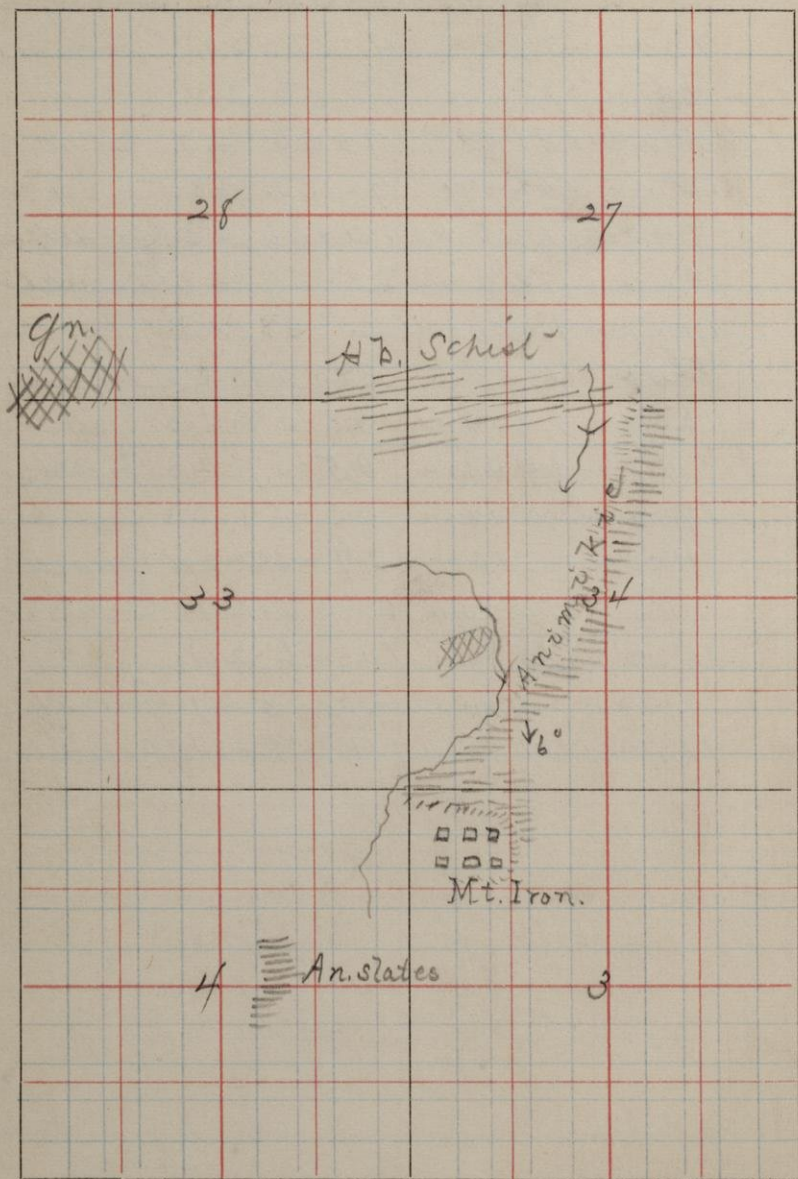 28
27
Gn.
Hb. Schist
Animikie
33
34
6°
Mt. Iron.
An. slates
4
3